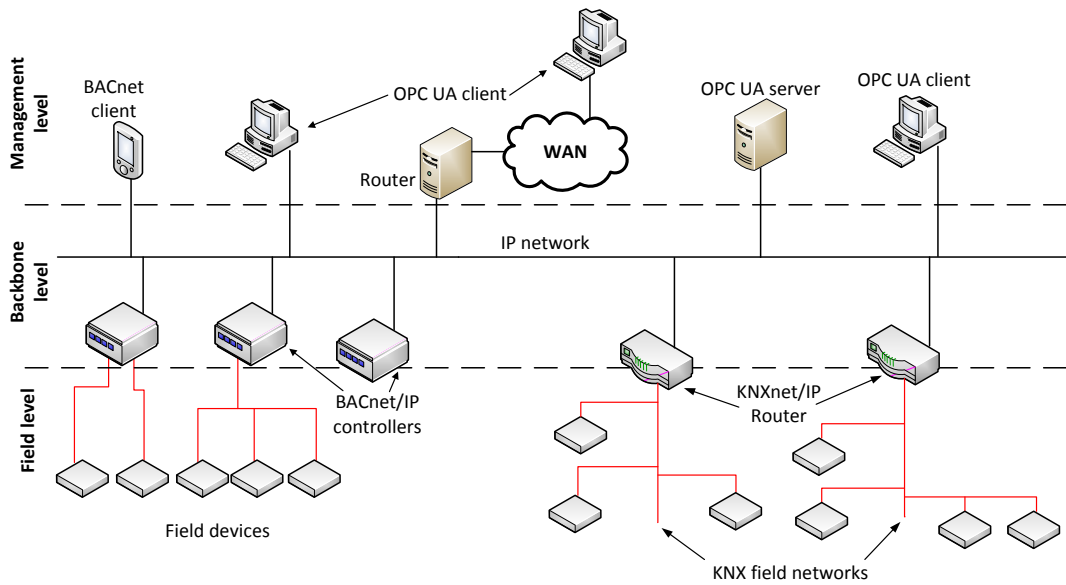 Management
level
BACnet
client
OPC UA client
OPC UA server
OPC UA client
Router
WAN
IP network
Backbone
level
BACnet/IP
controllers
KNXnet/IP
Router
Field level
Field devices
KNX field networks